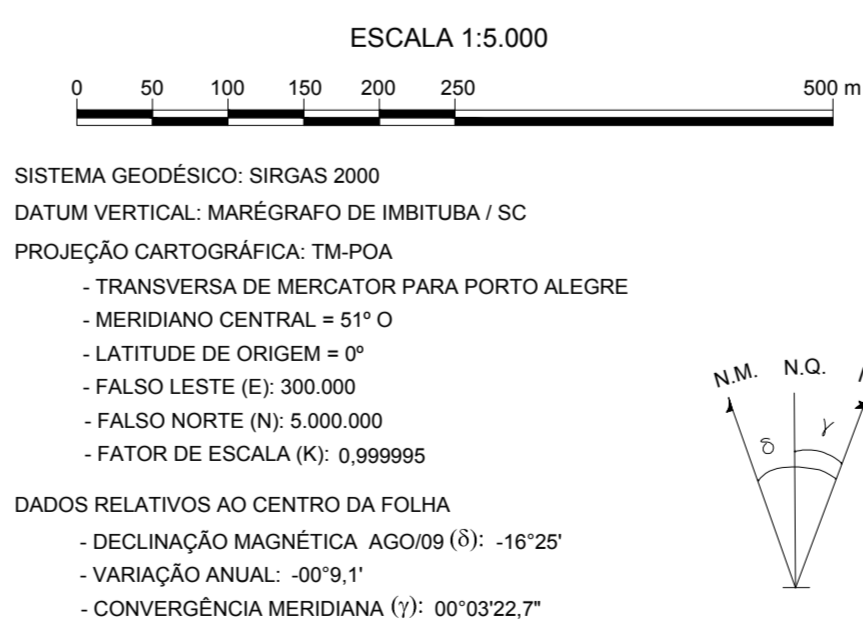 ESCALA 1:5.000
0 50 100 150 200 250 500 m
SISTEMA GEODÉSICO: SIRGAS 2000
DATUM VERTICAL: MARÉGRAFO DE IMBITUBA / SC
PROJEÇÃO CARTOGRÁFICA: TM-POA
- TRANSVERSA DE MERCATOR PARA PORTO ALEGRE
- MERIDIANO CENTRAL = 51º O
- LATITUDE DE ORIGEM = 0º
- FALSO LESTE (E): 300.000
- FALSO NORTE (N): 5.000.000
- FATOR DE ESCALA (K): 0,999995
N.M. N.Q.
δ γ
DADOS RELATIVOS AO CENTRO DA FOLHA
- DECLINAÇÃO MAGNÉTICA AGO/09 (δ): -16°25'
- VARIAÇÃO ANUAL: -00°9,1'
- CONVERGÊNCIA MERIDIANA (γ): 00°03'22,7"